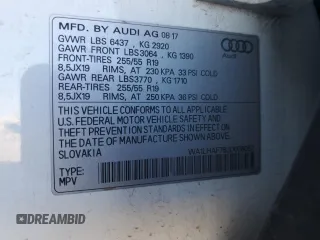 MFD. BY AUDI AG 08-17
GVWR LBS 6437 , KG 2920
GAWR FRONT LBS3064 , KG 1390
FRONT-TIRES 255/55 R19
8,5JX19 RIMS, AT 230 KPA 33 PSI COLD
GAWR REAR LBS3770 , KG 1710
REAR-TIRES 255/55 R19
8,5JX19 RIMS, AT 250 KPA 36 PSI COLD
Audi
THIS VEHICLE CONFORMS TO ALL APPLICABLE
U.S. FEDERAL MOTOR VEHICLE SAFETY, BUMPER AND
THEFT PREVENTION STANDARDS IN EFFECT ON THE
DATE OF MANUFACTURE SHOWN ABOVE.
SLOVAKIA
TYPE:
MPV
DREAMBID
AUTOBIDCAR